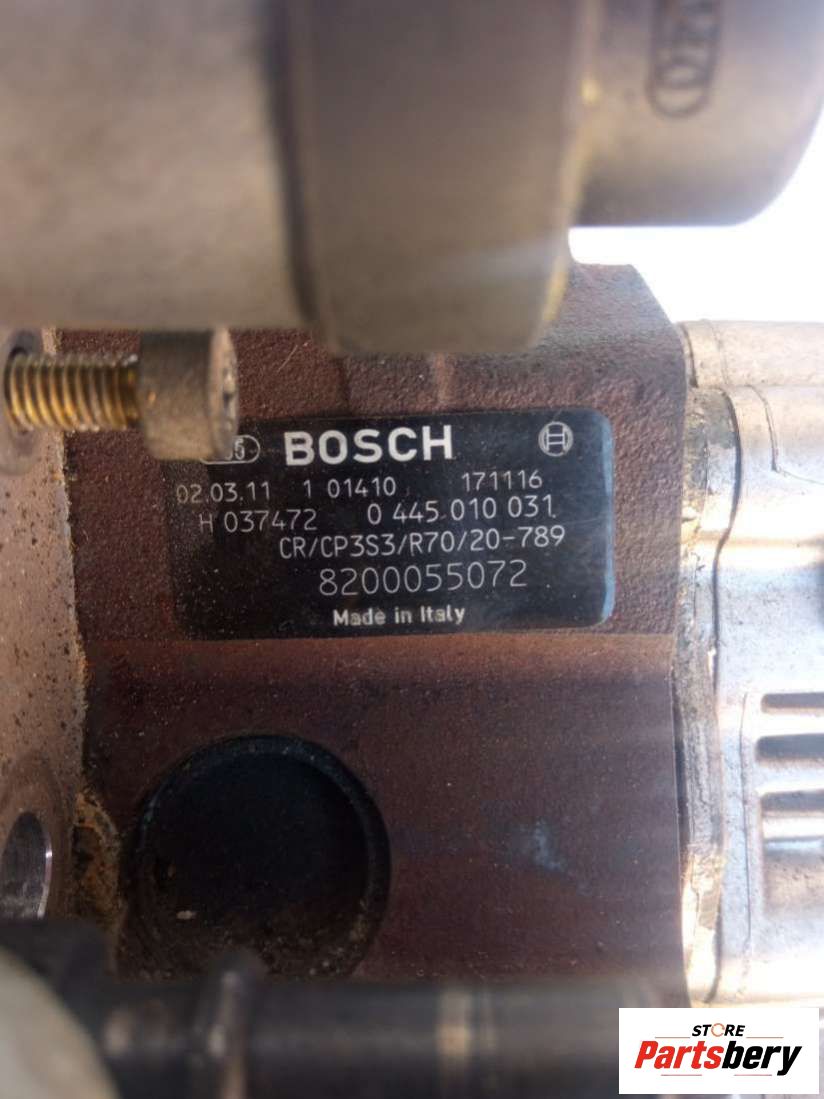 BOSCH
02.03.11 1 01410 171116
H 037472 0 445 010 031
CR/CP3S3/R70/20-789
8200055072
Made in Italy
STORE
Partsbery